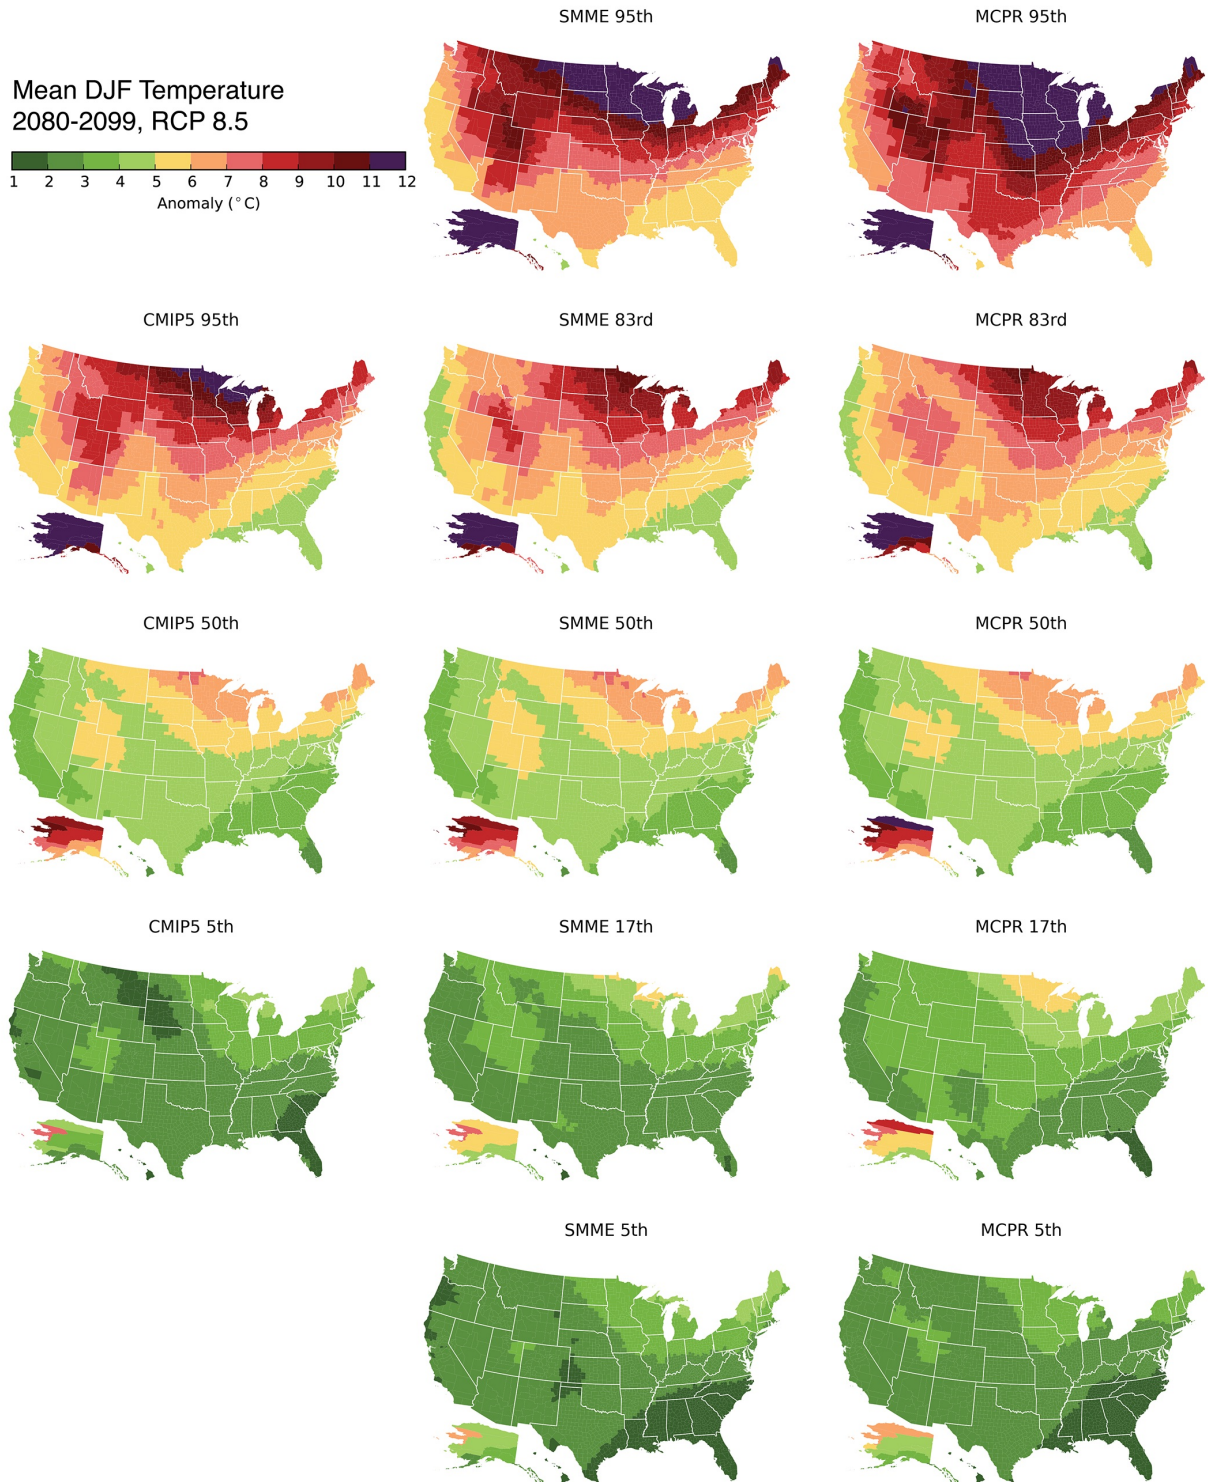 SMME 95th
MCPR 95th
Mean DJF Temperature
2080-2099, RCP 8.5
1 2 3 4 5 6 7 8 9 10 11 12
Anomaly (°C)
CMIP5 95th
SMME 83rd
MCPR 83rd
CMIP5 50th
SMME 50th
MCPR 50th
CMIP5 5th
SMME 17th
MCPR 17th
SMME 5th
MCPR 5th